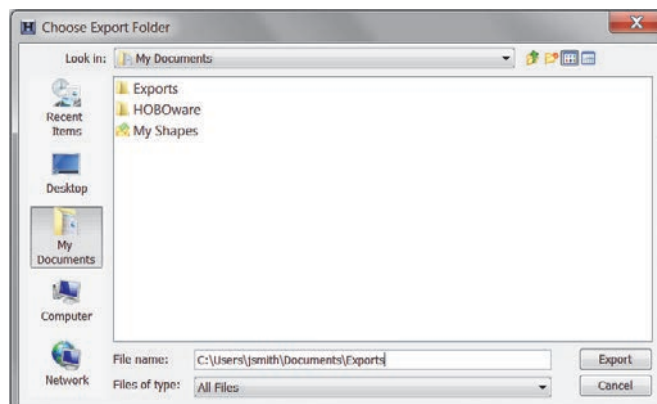 Choose Export Folder
Look in: My Documents
Exports
HOBOware
My Shapes
Recent
Items
Desktop
My
Documents
Computer
Network
File name: C:\Users\jsmith\Documents\Exports
Export
Files of type: All Files
Cancel